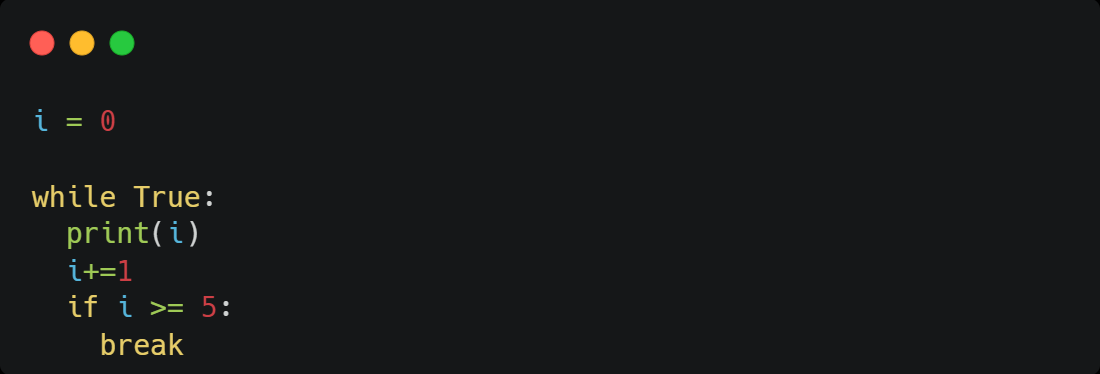 i = 0

while True:
  print(i)
  i+=1
  if i >= 5:
    break